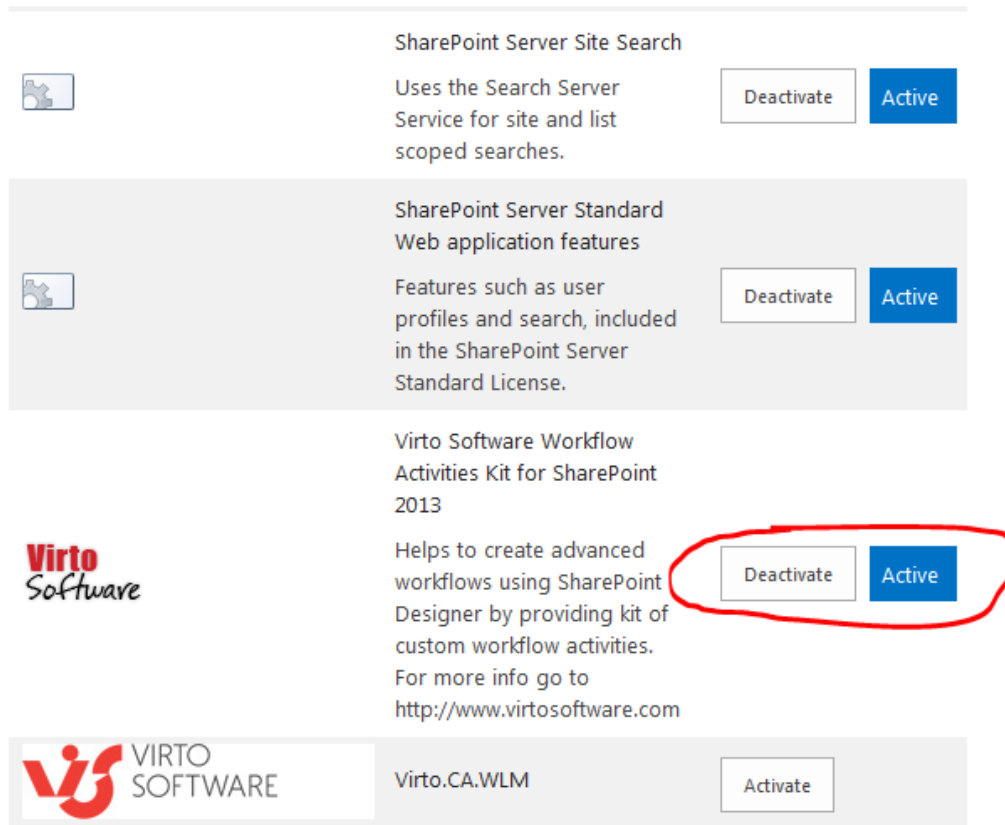 SharePoint Server Site Search
Uses the Search Server
Service for site and list
scoped searches.
Deactivate
Active
SharePoint Server Standard
Web application features
Features such as user
profiles and search, included
in the SharePoint Server
Standard License.
Deactivate
Active
Virto
Software
Virto Software Workflow
Activities Kit for SharePoint
2013
Helps to create advanced
workflows using SharePoint
Designer by providing kit of
custom workflow activities.
For more info go to
http://www.virtosoftware.com
Deactivate
Active
VIRTO
SOFTWARE
Virto.CA.WLM
Activate